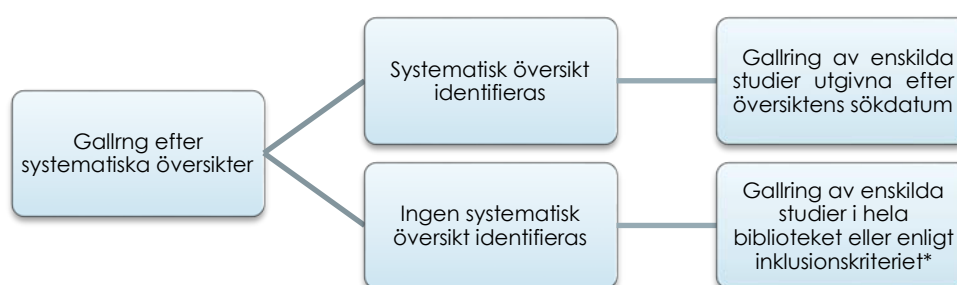 Gallrng efter
systematiska översikter
Systematisk översikt
identifieras
Gallring av enskilda
studier utgivna efter
översiktens sökdatum
Ingen systematisk
översikt identifieras
Gallring av enskilda
studier i hela
biblioteket eller enligt
inklusionskriteriet*